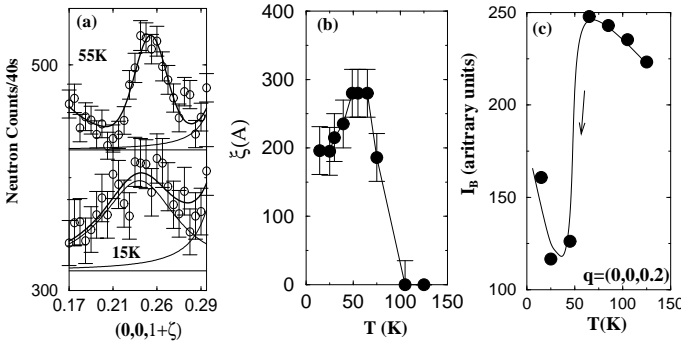 (a)
55K
15K
Neutron Counts/40s
500
300
0.17 0.21 0.25 0.29
(0,0,1+ζ)
(b)
ξ(A)
400
300
200
100
0
0 50 100 150
T (K)
(c)
I_B (aritrary units)
250
200
150
100
0 50 100 150
q=(0,0,0.2)
T(K)